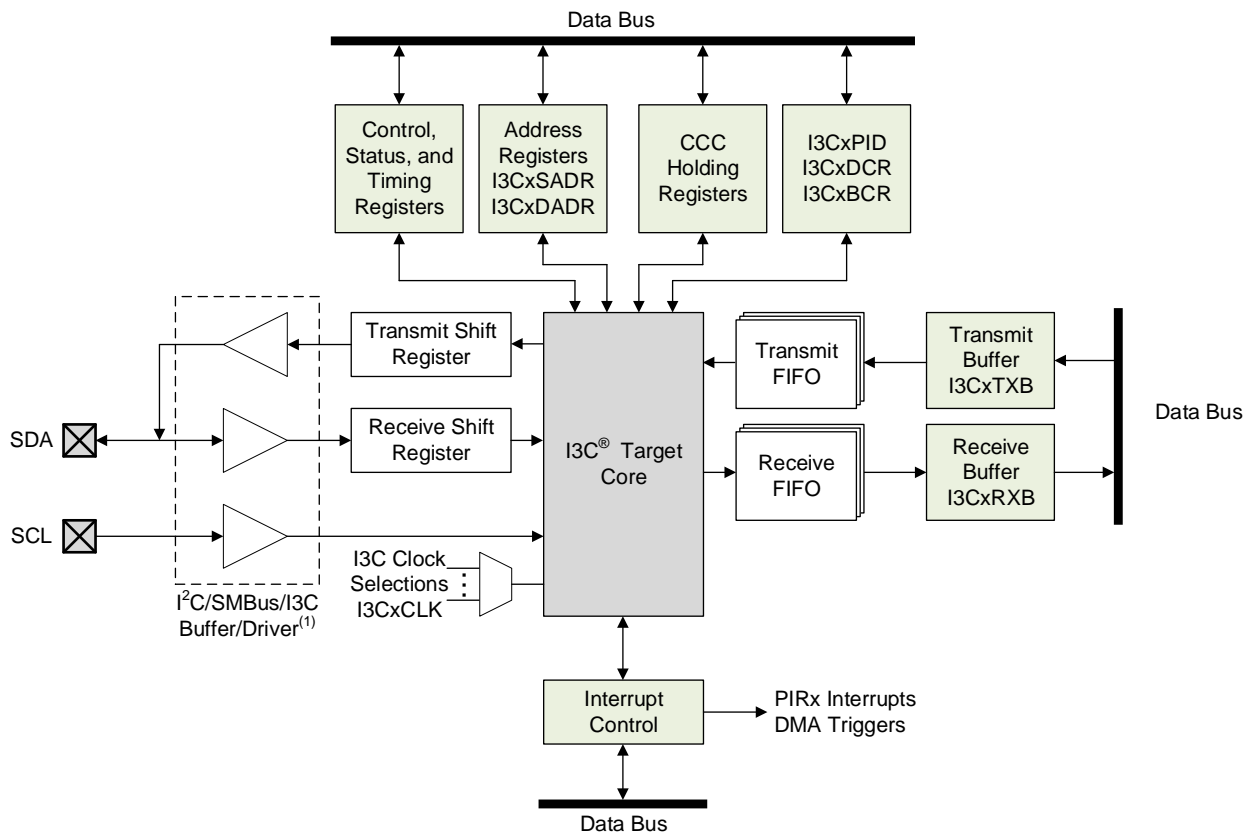 Data Bus
Control,
Status, and
Timing
Registers
Address
Registers
I3CxSADR
I3CxDADR
CCC
Holding
Registers
I3CxPID
I3CxDCR
I3CxBCR
Transmit Shift
Register
Receive Shift
Register
SDA
SCL
I²C/SMBus/I3C
Buffer/Driver⁽¹⁾
I3C Clock
Selections
I3CxCLK
I3C® Target
Core
Transmit
FIFO
Receive
FIFO
Transmit
Buffer
I3CxTXB
Receive
Buffer
I3CxRXB
Data Bus
Interrupt
Control
PIRx Interrupts
DMA Triggers
Data Bus